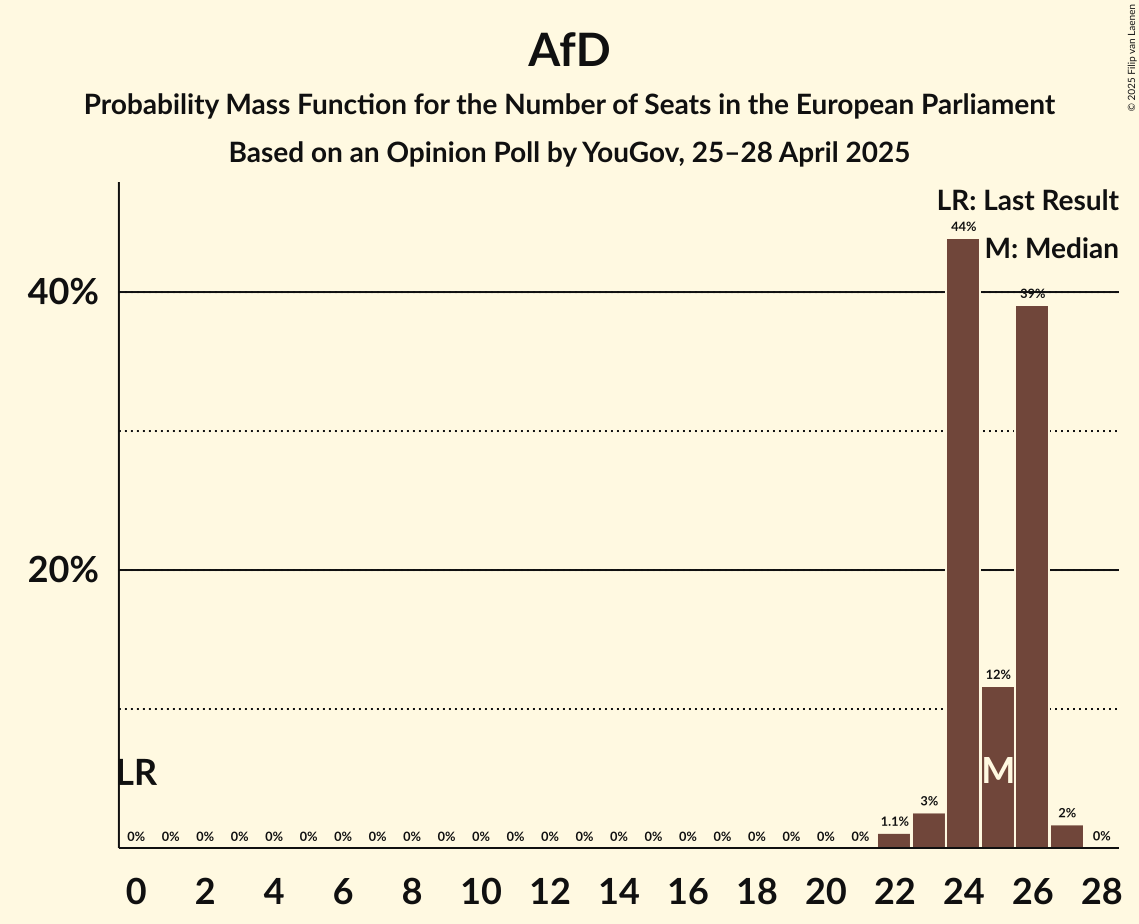 AfD
Probability Mass Function for the Number of Seats in the European Parliament
Based on an Opinion Poll by YouGov, 25–28 April 2025
© 2025 Filip van Laenen
LR: Last Result
M: Median
44%
40%
39%
20%
12%
M
LR
3%
2%
1.1%
0% 0% 0% 0% 0% 0% 0% 0% 0% 0% 0% 0% 0% 0% 0% 0% 0% 0% 0% 0% 0% 0% 0%
0 2 4 6 8 10 12 14 16 18 20 22 24 26 28